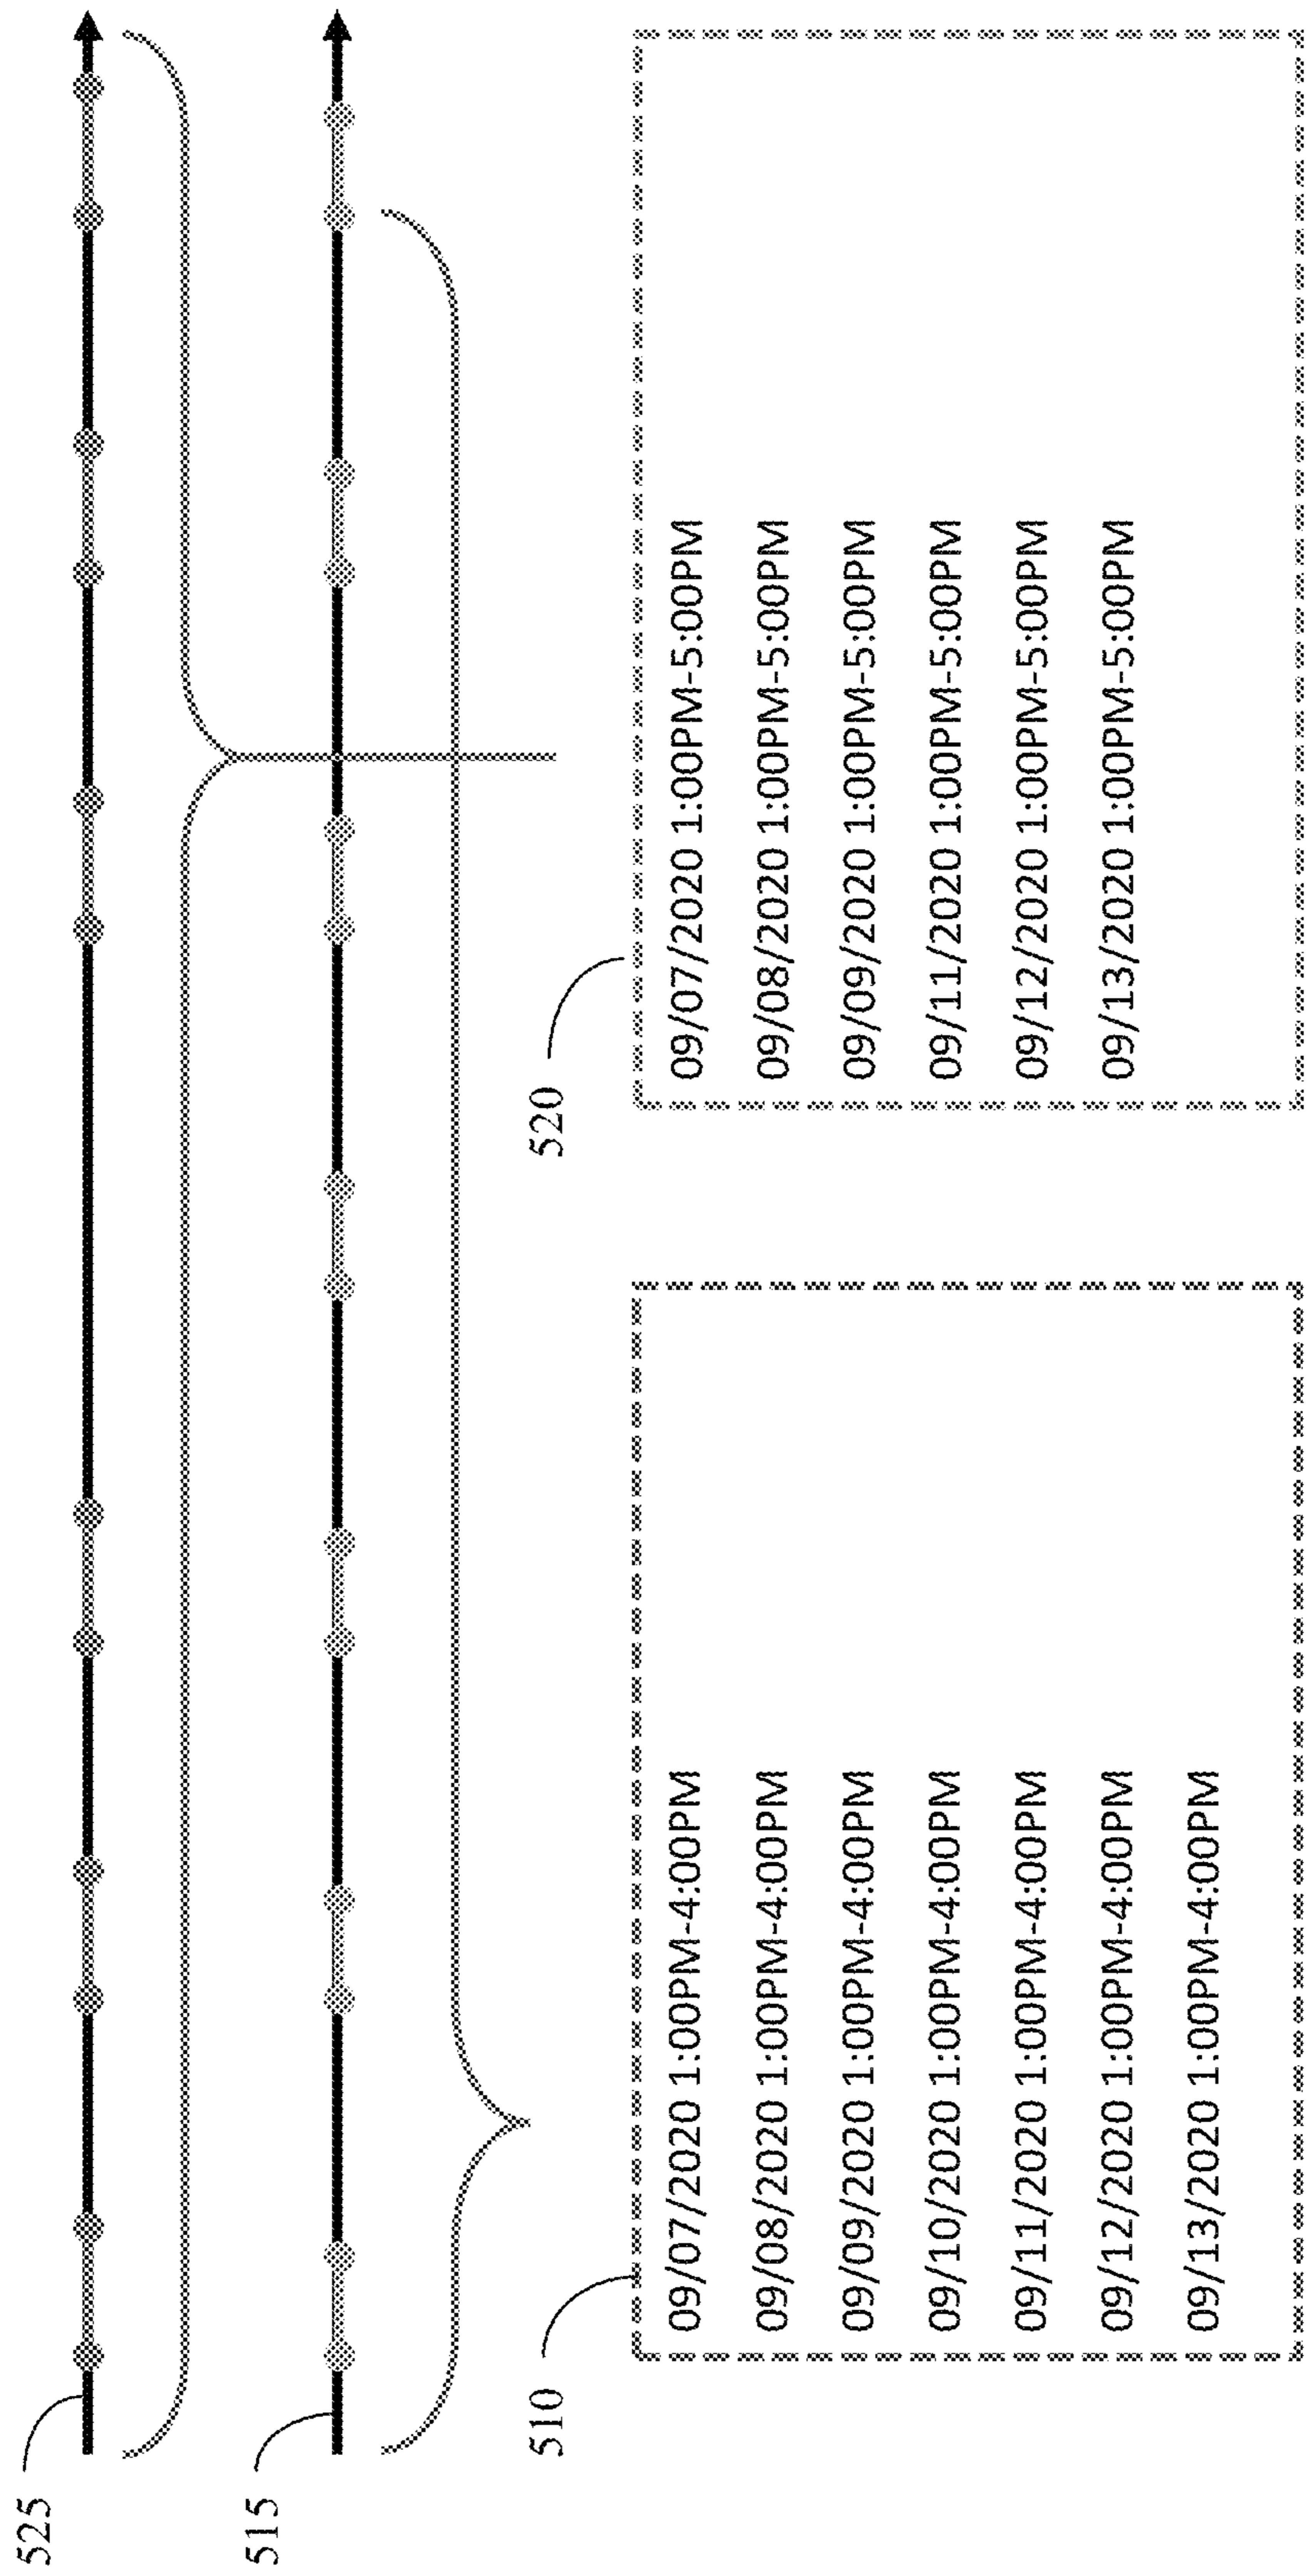 525
515
510
09/07/2020 1:00PM-4:00PM
09/08/2020 1:00PM-4:00PM
09/09/2020 1:00PM-4:00PM
09/10/2020 1:00PM-4:00PM
09/11/2020 1:00PM-4:00PM
09/12/2020 1:00PM-4:00PM
09/13/2020 1:00PM-4:00PM
520
09/07/2020 1:00PM-5:00PM
09/08/2020 1:00PM-5:00PM
09/09/2020 1:00PM-5:00PM
09/11/2020 1:00PM-5:00PM
09/12/2020 1:00PM-5:00PM
09/13/2020 1:00PM-5:00PM